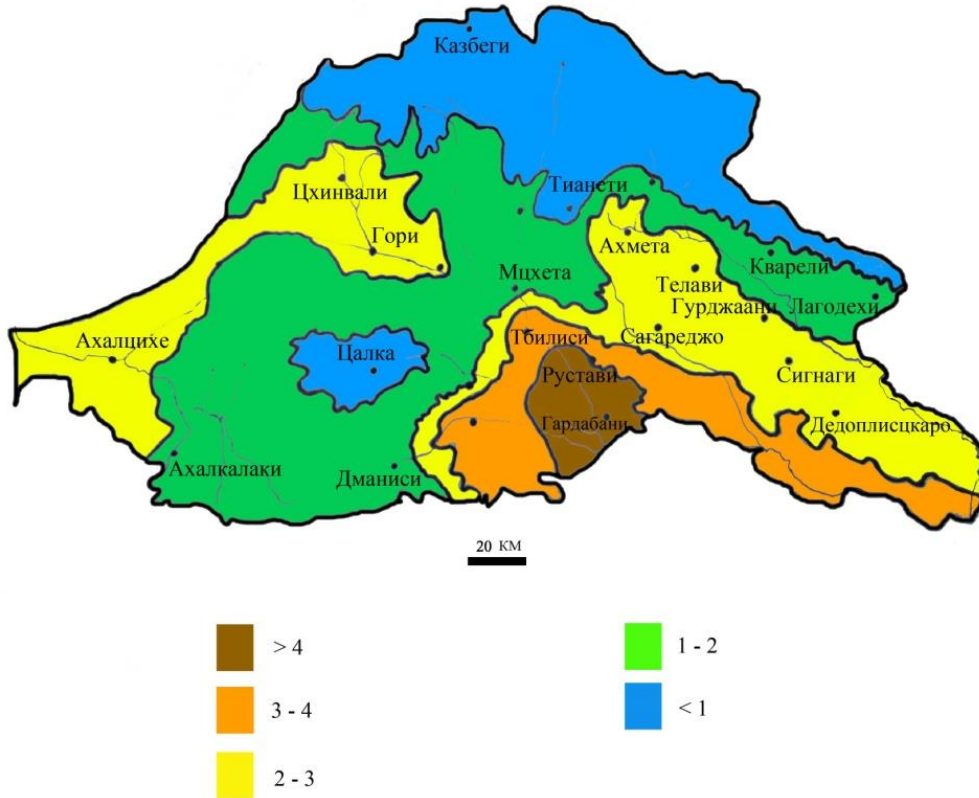 Казбеги
Тианети
Цхинвали
Гори
Ахмета
Кварели
Телави
Мцхета
Гурджаани
Лагодехи
Тбилиси
Сагареджо
Ахалцихе
Цалка
Рустави
Сигнаги
Гардабани
Дедоплисцкаро
Ахалкалаки
Дманиси
20 КМ
> 4
1 - 2
3 - 4
< 1
2 - 3